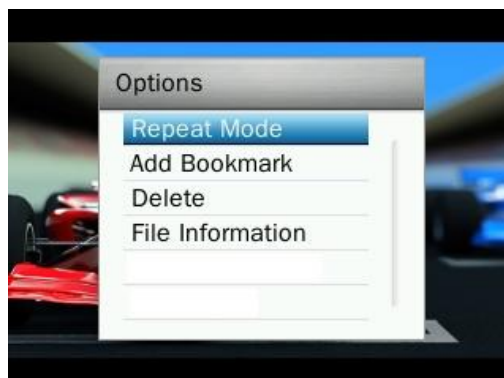 Options
Repeat Mode
Add Bookmark
Delete
File Information